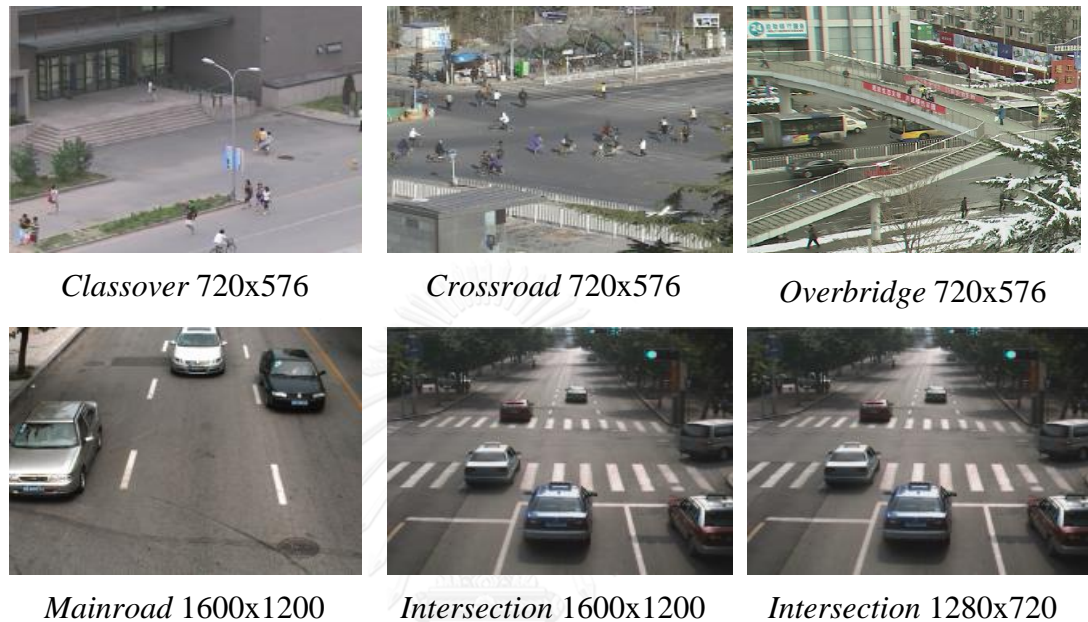 Classover 720x576
Crossroad 720x576
Overbridge 720x576
Mainroad 1600x1200
Intersection 1600x1200
Intersection 1280x720